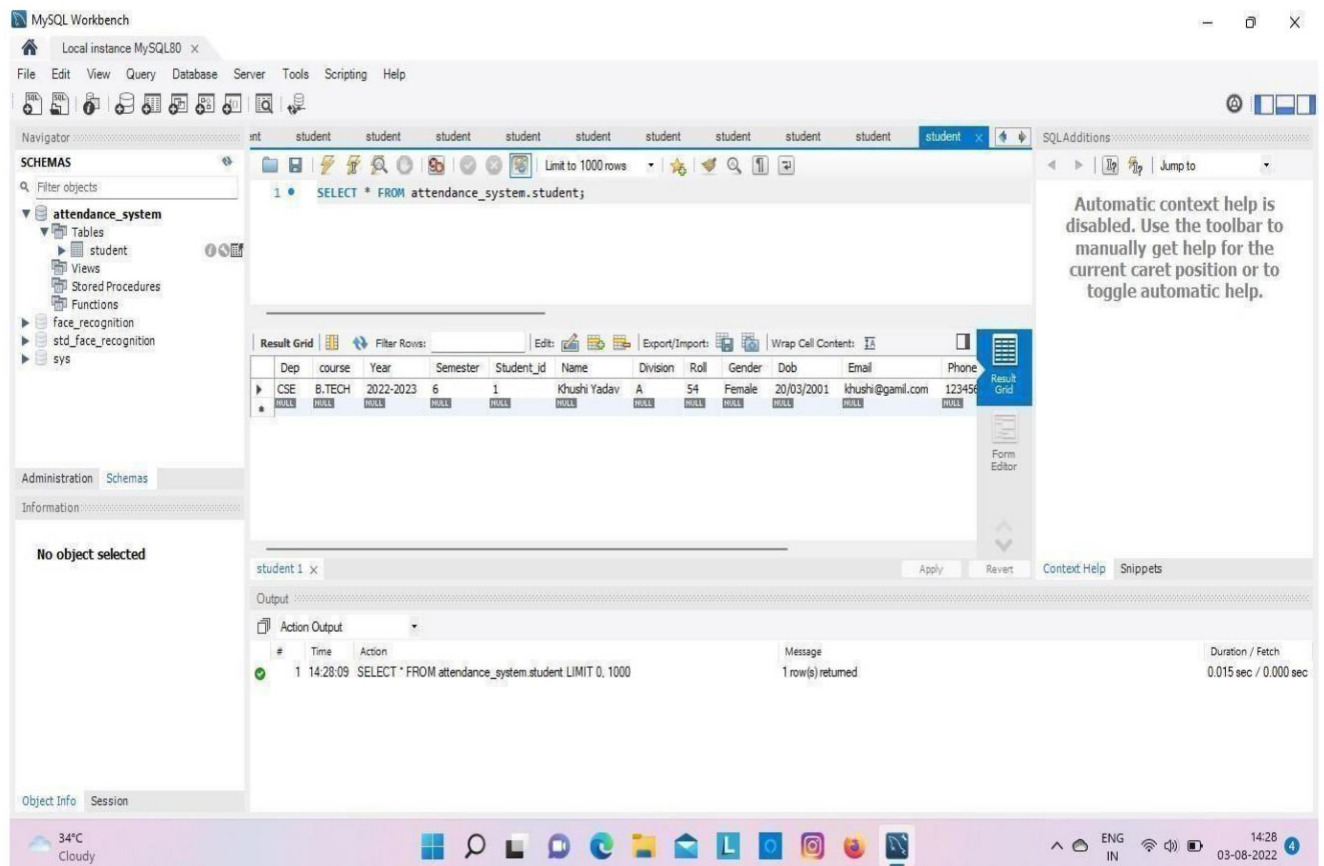 MySQL Workbench
Local instance MySQL80
File Edit View Query Database Server Tools Scripting Help
Navigator
SCHEMAS
Filter objects
attendance_system
Tables
student
Views
Stored Procedures
Functions
face_recognition
std_face_recognition
sys
Administration Schemas
Information
No object selected
Object Info Session
ent student student student student student student student student student student
Limit to 1000 rows
1 SELECT * FROM attendance_system.student;
Result Grid Filter Rows: Edit: Export/Import: Wrap Cell Content: IA
Dep course Year Semester Student_id Name Division Roll Gender Dob Email Phone
CSE B.TECH 2022-2023 6 1 Khushi Yadav A 54 Female 20/03/2001 khushi@gamil.com 123456
NULL NULL NULL NULL NULL NULL NULL NULL NULL NULL NULL NULL
Result Grid
Form Editor
student 1 Apply Revert
SQLAdditions
Jump to
Automatic context help is
disabled. Use the toolbar to
manually get help for the
current caret position or to
toggle automatic help.
Context Help Snippets
Output
Action Output
# Time Action Message Duration / Fetch
1 14:28:09 SELECT * FROM attendance_system.student LIMIT 0, 1000 1 row(s) returned 0.015 sec / 0.000 sec
34°C
Cloudy
ENG
IN
14:28
03-08-2022
4